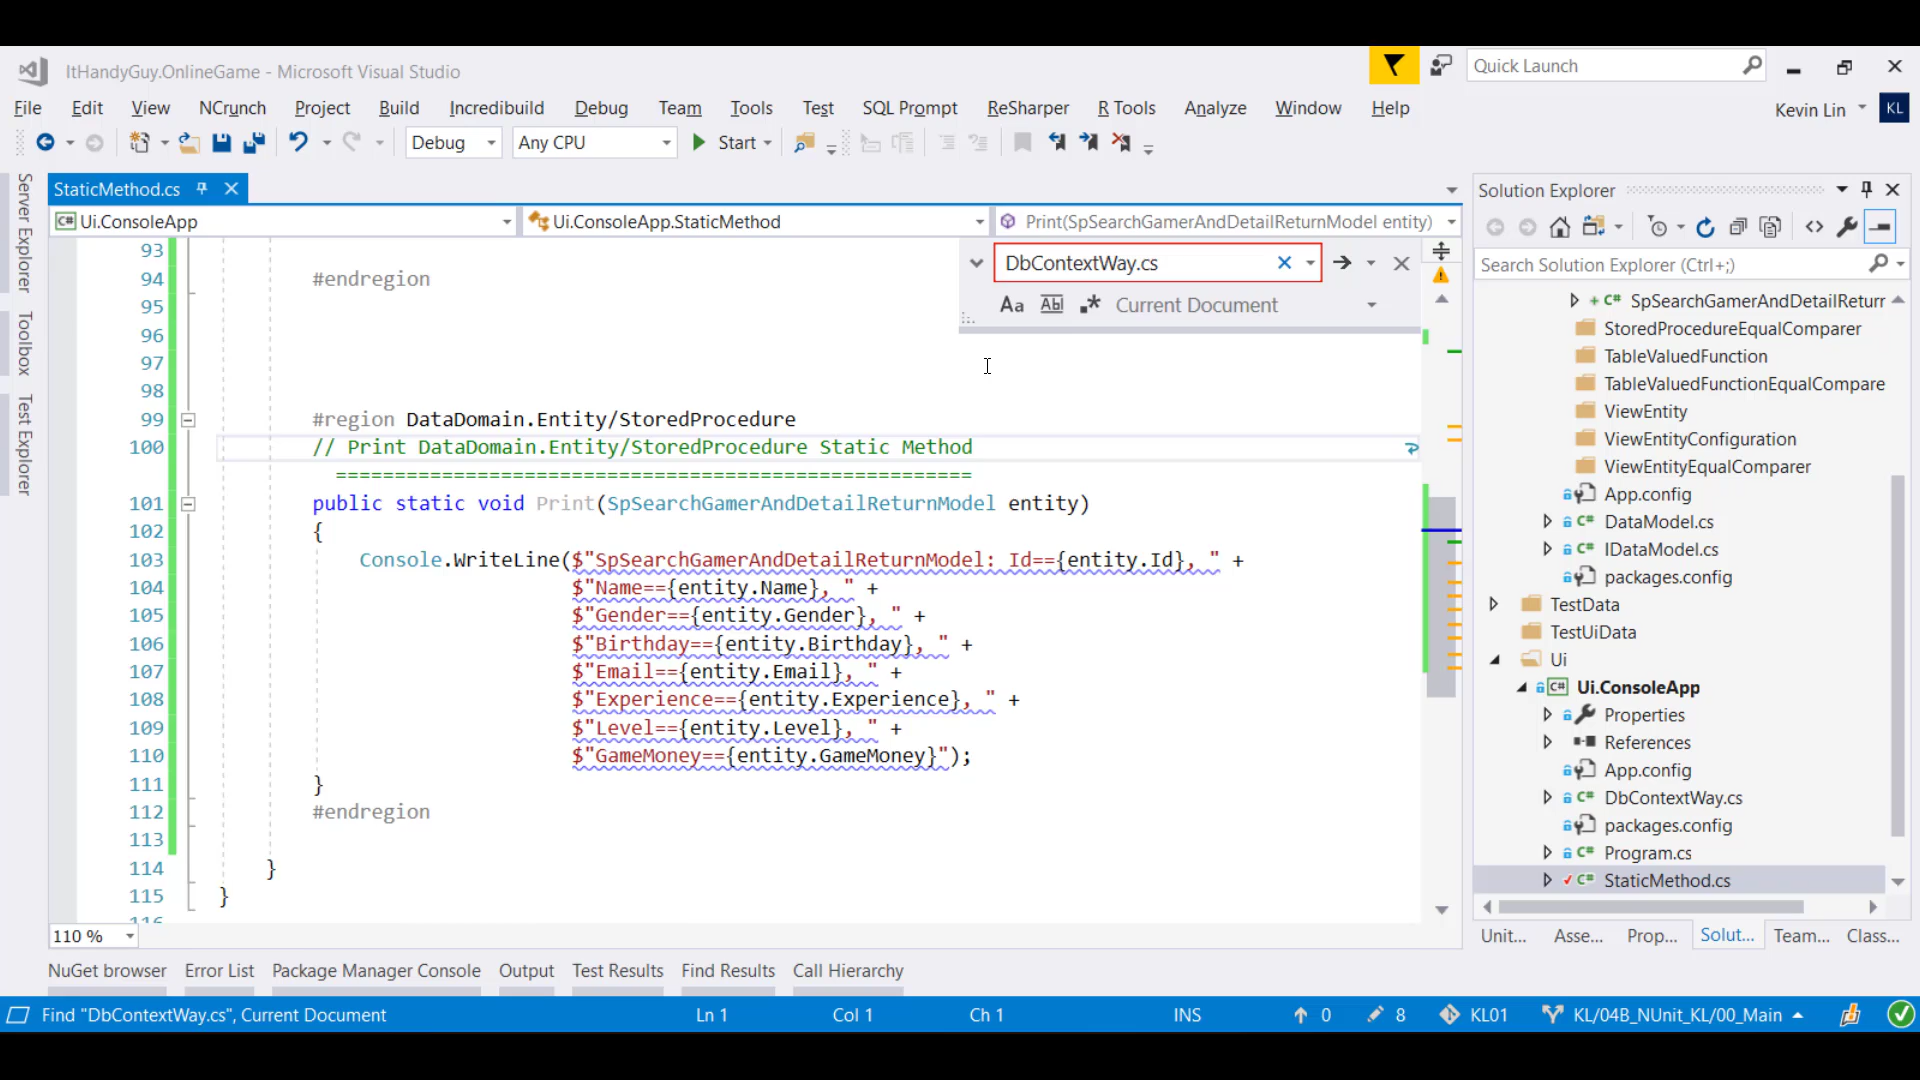 ItHandyGuy.OnlineGame - Microsoft Visual Studio
Quick Launch
File Edit View NCrunch Project Build Incredibuild Debug Team Tools Test SQL Prompt ReSharper R Tools Analyze Window Help
Kevin Lin KL
Debug Any CPU Start
Server Explorer
Toolbox
Test Explorer
StaticMethod.cs
Ui.ConsoleApp
Ui.ConsoleApp.StaticMethod
Print(SpSearchGamerAndDetailReturnModel entity)
DbContextWay.cs
Aa Abl .* Current Document
93
94 #endregion
95
96
97
98
99 #region DataDomain.Entity/StoredProcedure
100 // Print DataDomain.Entity/StoredProcedure Static Method
======================================================
101 public static void Print(SpSearchGamerAndDetailReturnModel entity)
102 {
103 Console.WriteLine($"SpSearchGamerAndDetailReturnModel: Id=={entity.Id}, " +
104 $"Name=={entity.Name}, " +
105 $"Gender=={entity.Gender}, " +
106 $"Birthday=={entity.Birthday}, " +
107 $"Email=={entity.Email}, " +
108 $"Experience=={entity.Experience}, " +
109 $"Level=={entity.Level}, " +
110 $"GameMoney=={entity.GameMoney}");
111 }
112 #endregion
113
114 }
115 }
116
110 %
Solution Explorer
Search Solution Explorer (Ctrl+;)
SpSearchGamerAndDetailReturr
StoredProcedureEqualComparer
TableValuedFunction
TableValuedFunctionEqualCompare
ViewEntity
ViewEntityConfiguration
ViewEntityEqualComparer
App.config
DataModel.cs
IDataModel.cs
packages.config
TestData
TestUiData
Ui
Ui.ConsoleApp
Properties
References
App.config
DbContextWay.cs
packages.config
Program.cs
StaticMethod.cs
Unit... Asse... Prop... Solut... Team... Class...
NuGet browser Error List Package Manager Console Output Test Results Find Results Call Hierarchy
Find "DbContextWay.cs", Current Document Ln 1 Col 1 Ch 1 INS 0 8 KL01 KL/04B_NUnit_KL/00_Main